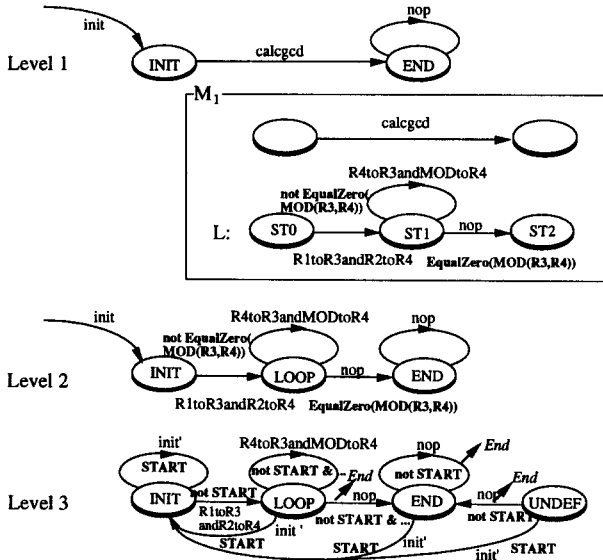 init
nop
Level 1
INIT
calcgcd
END
M1
calcgcd
R4toR3andMODtoR4
not EqualZero(
MOD(R3,R4))
L:
ST0
ST1
nop
ST2
R1toR3andR2toR4
EqualZero(MOD(R3,R4))
init
R4toR3andMODtoR4
nop
not EqualZero(
MOD(R3,R4))
Level 2
INIT
LOOP
nop
END
R1toR3andR2toR4
EqualZero(MOD(R3,R4))
init'
R4toR3andMODtoR4
nop
End
START
not START & ...
End
not START
End
Level 3
INIT
not START
LOOP
nop
END
nop
UNDEF
R1toR3
andR2toR4
init '
not START & ...
not START
START
START
init'
init'
START